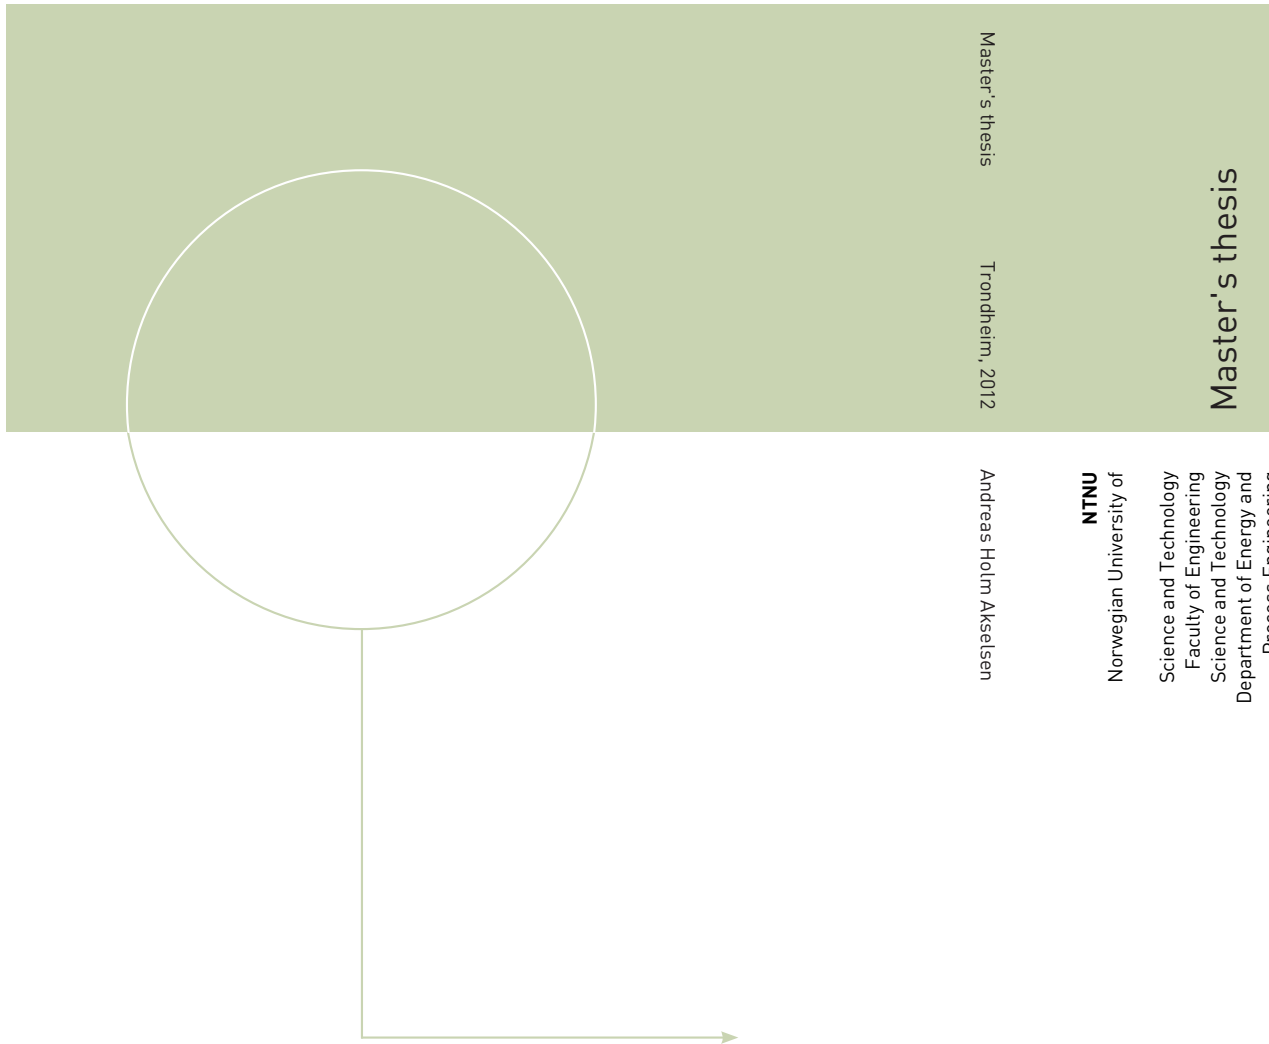 Master's thesis
Trondheim, 2012
Andreas Holm Akselsen
Master's thesis
NTNU
Norwegian University of
Science and Technology
Faculty of Engineering
Science and Technology
Department of Energy and